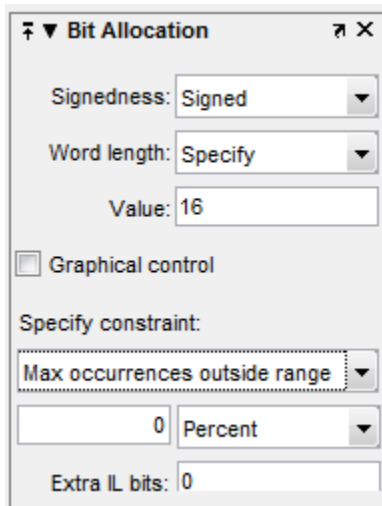 Bit Allocation
Signedness: Signed
Word length: Specify
Value: 16
Graphical control
Specify constraint:
Max occurrences outside range
0 Percent
Extra IL bits: 0